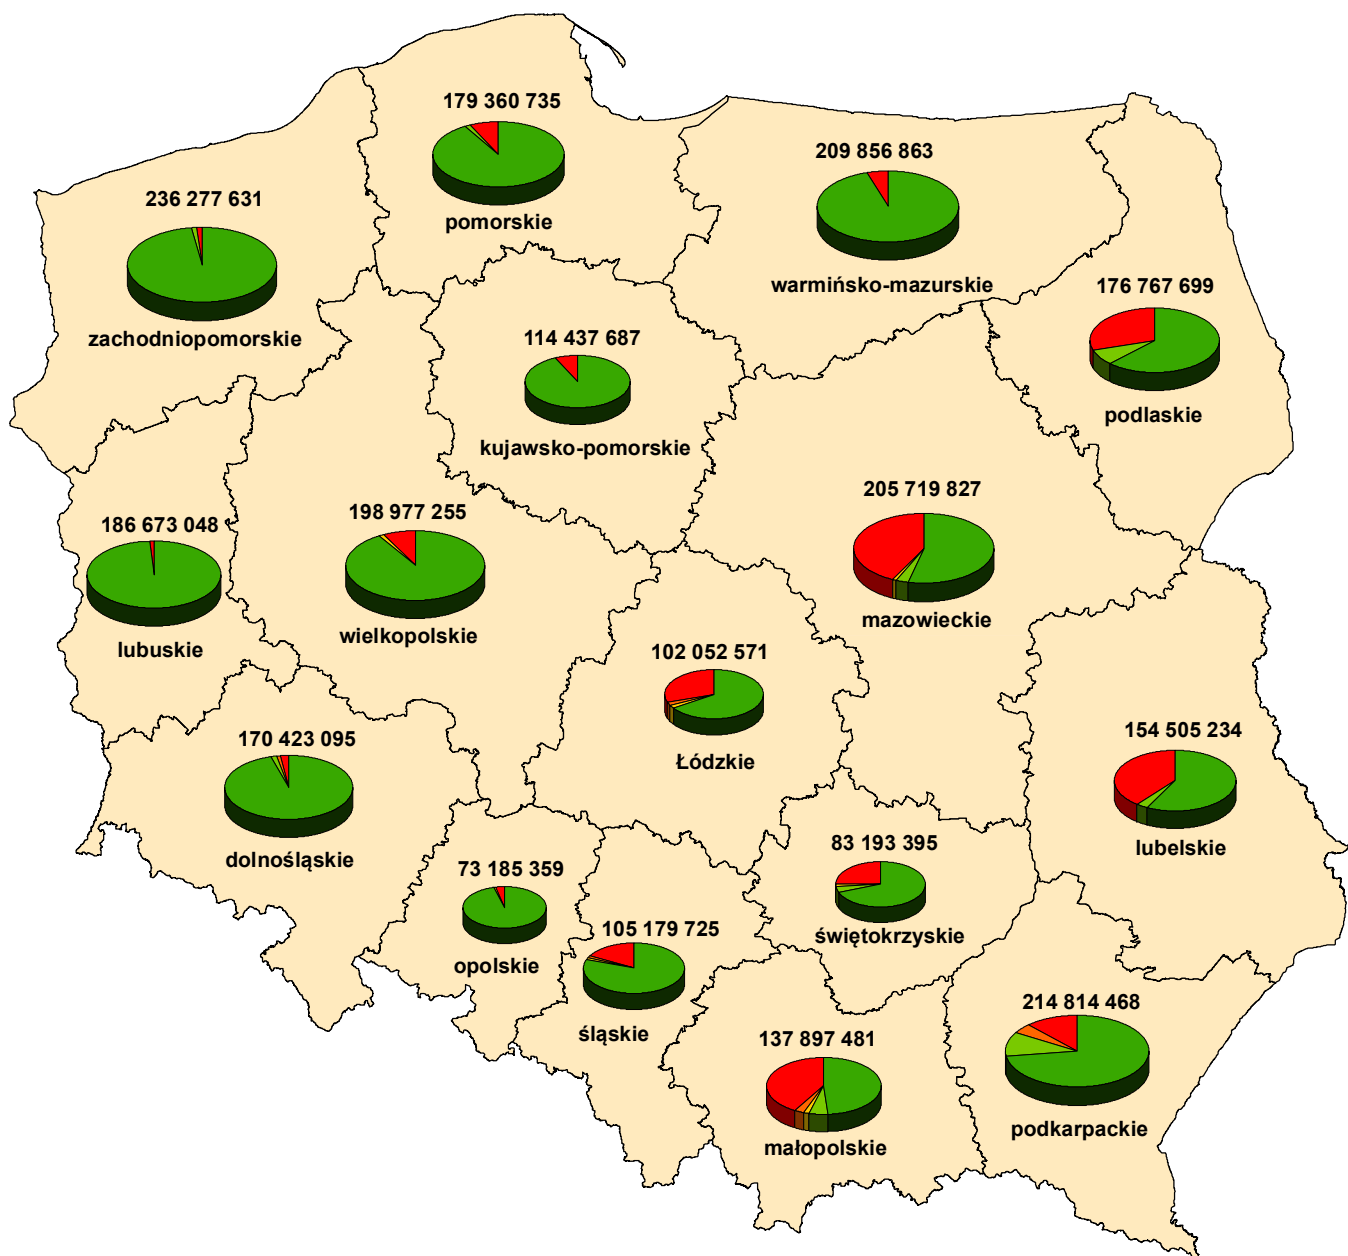 179 360 735
pomorskie
209 856 863
warmińsko-mazurskie
236 277 631
zachodniopomorskie
176 767 699
podlaskie
114 437 687
kujawsko-pomorskie
205 719 827
mazowieckie
198 977 255
wielkopolskie
186 673 048
lubuskie
102 052 571
Łódzkie
154 505 234
lubelskie
170 423 095
dolnośląskie
83 193 395
świętokrzyskie
73 185 359
opolskie
105 179 725
śląskie
214 814 468
podkarpackie
137 897 481
małopolskie